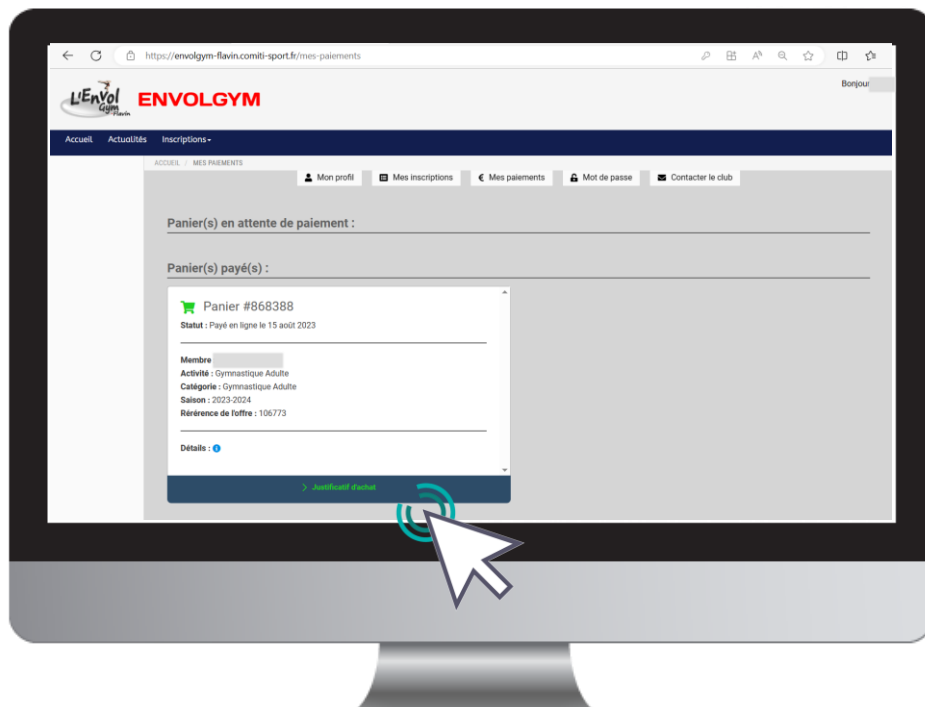 https://envolgym-flavin.comiti-sport.fr/mes-paiements
Bonjour
L'Envol
Gym
Flavin
ENVOLGYM
Accueil Actualités Inscriptions
ACCUEIL / MES PAIEMENTS
Mon profil Mes inscriptions € Mes paiements Mot de passe Contacter le club
Panier(s) en attente de paiement :
Panier(s) payé(s) :
Panier #868388
Statut : Payé en ligne le 15 août 2023
Membre
Activité : Gymnastique Adulte
Catégorie : Gymnastique Adulte
Saison : 2023-2024
Rérérence de l'offre : 106773
Détails :
> Justificatif d'achat